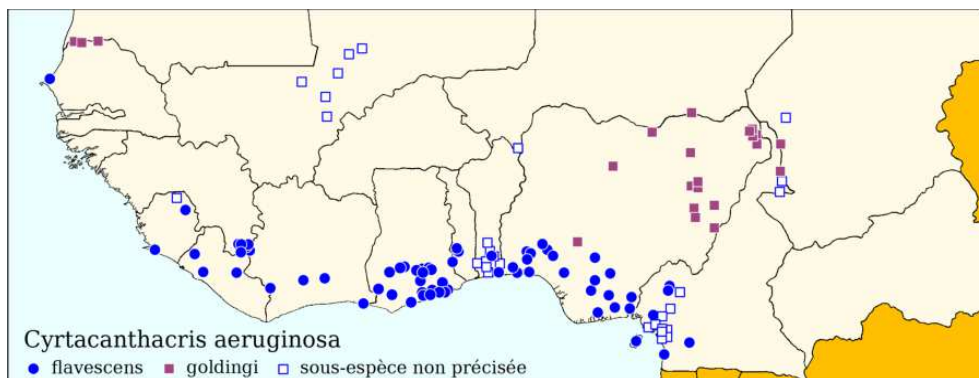 Cyrtacanthacris aeruginosa
flavescens goldingi sous-espèce non précisée